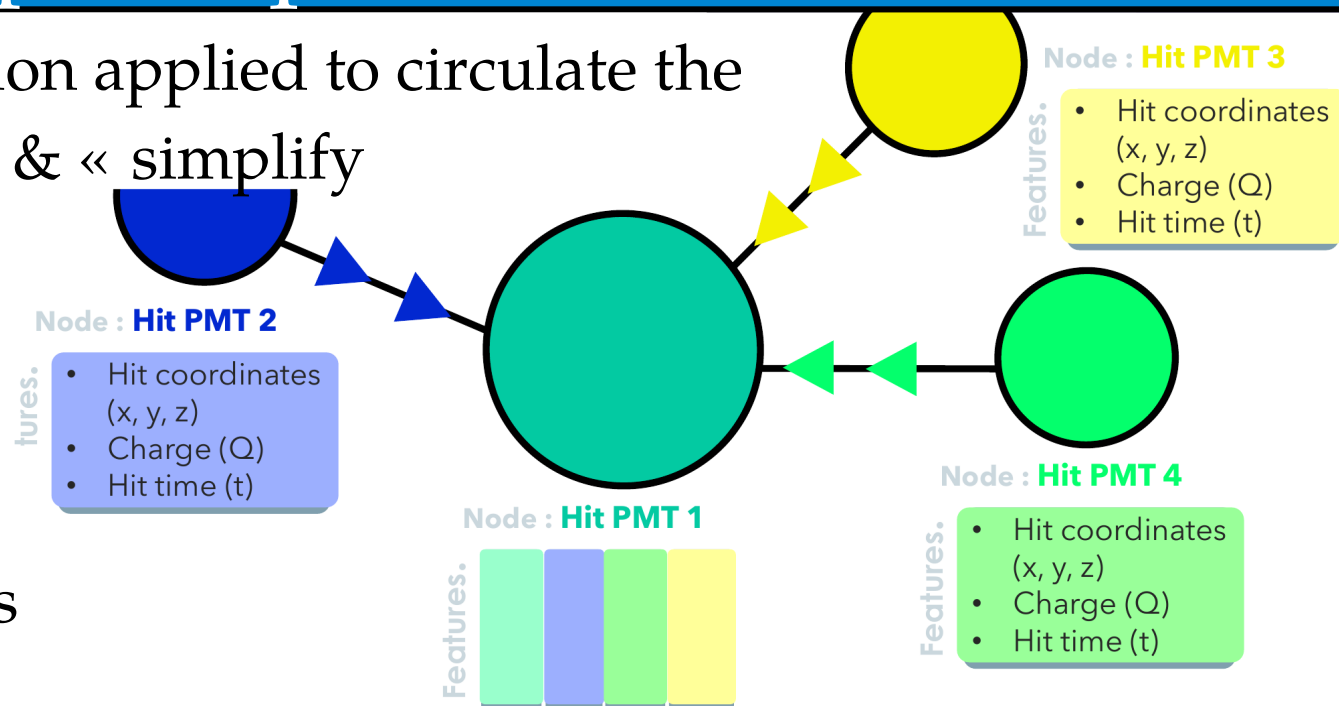 ion applied to circulate the
& « simplify
Node : Hit PMT 3
Features.
• Hit coordinates
(x, y, z)
• Charge (Q)
• Hit time (t)
Node : Hit PMT 2
tures.
• Hit coordinates
(x, y, z)
• Charge (Q)
• Hit time (t)
Node : Hit PMT 4
Features.
• Hit coordinates
(x, y, z)
• Charge (Q)
• Hit time (t)
Node : Hit PMT 1
Features.
s